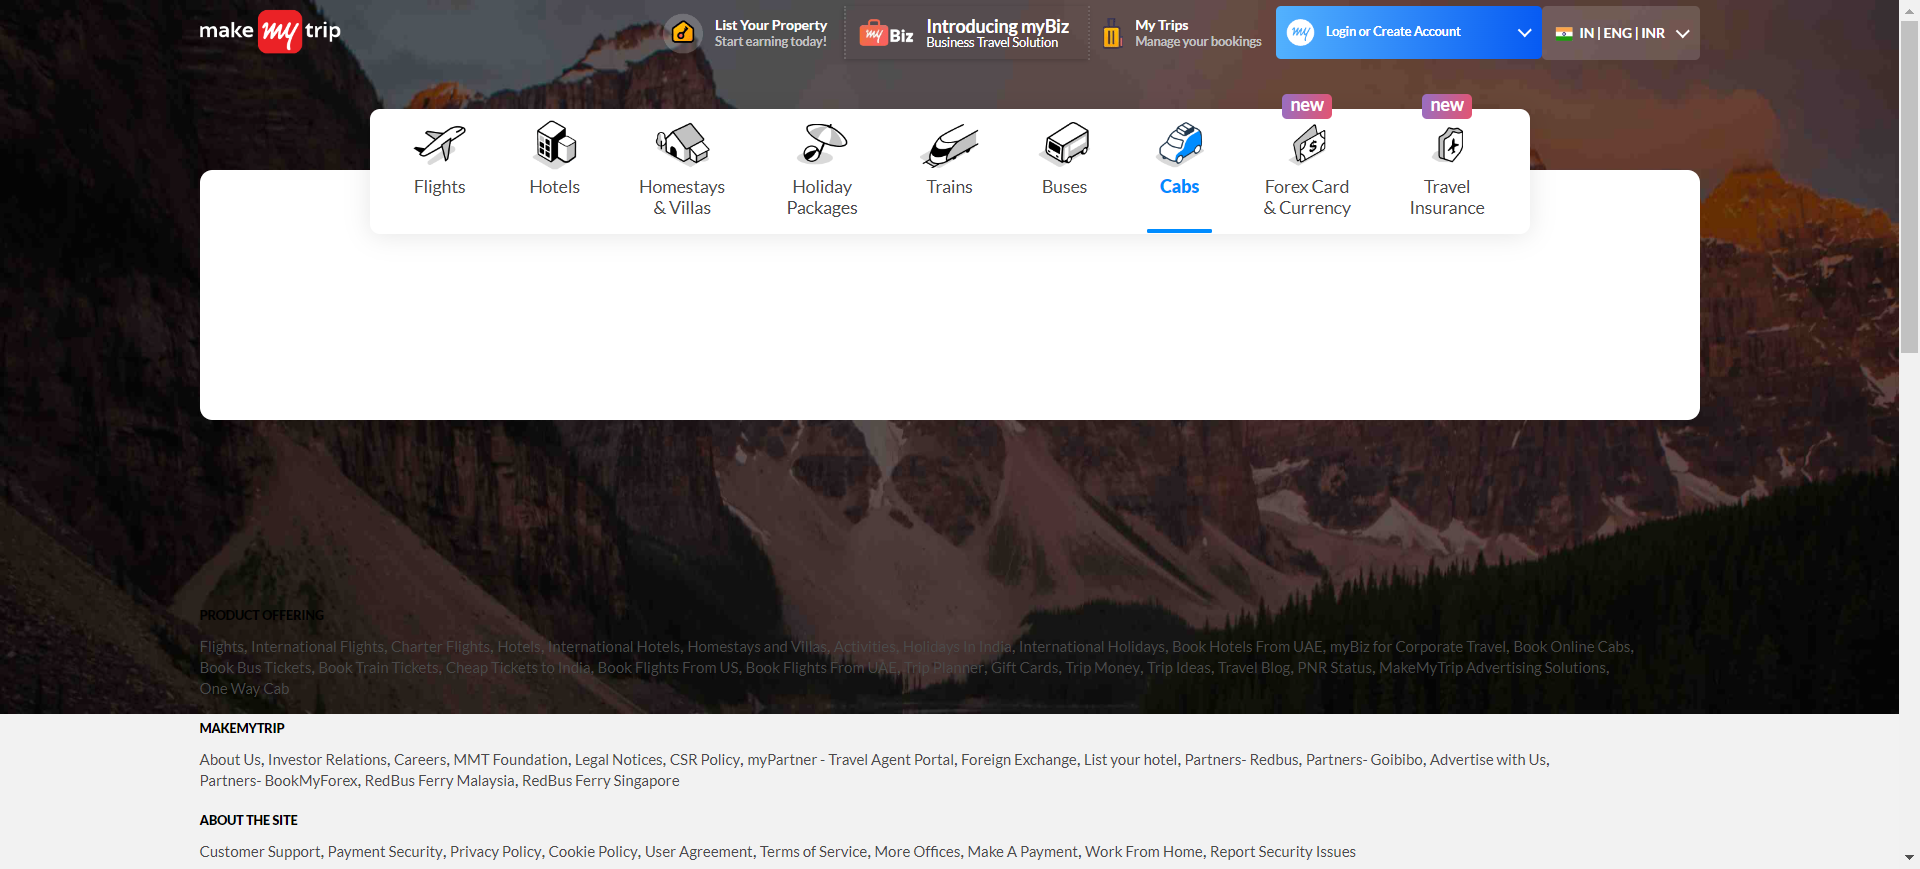 make my trip
List Your Property
Start earning today!
my Biz
Introducing myBiz
Business Travel Solution
My Trips
Manage your bookings
my
Login or Create Account
IN | ENG | INR
new
new
Flights
Hotels
Homestays
& Villas
Holiday
Packages
Trains
Buses
Cabs
Forex Card
& Currency
Travel
Insurance
PRODUCT OFFERING
Flights, International Flights, Charter Flights, Hotels, International Hotels, Homestays and Villas, Activities, Holidays In India, International Holidays, Book Hotels From UAE, myBiz for Corporate Travel, Book Online Cabs,
Book Bus Tickets, Book Train Tickets, Cheap Tickets to India, Book Flights From US, Book Flights From UAE, Trip Planner, Gift Cards, Trip Money, Trip Ideas, Travel Blog, PNR Status, MakeMyTrip Advertising Solutions,
One Way Cab
MAKEMYTRIP
About Us, Investor Relations, Careers, MMT Foundation, Legal Notices, CSR Policy, myPartner - Travel Agent Portal, Foreign Exchange, List your hotel, Partners- Redbus, Partners- Goibibo, Advertise with Us,
Partners- BookMyForex, RedBus Ferry Malaysia, RedBus Ferry Singapore
ABOUT THE SITE
Customer Support, Payment Security, Privacy Policy, Cookie Policy, User Agreement, Terms of Service, More Offices, Make A Payment, Work From Home, Report Security Issues